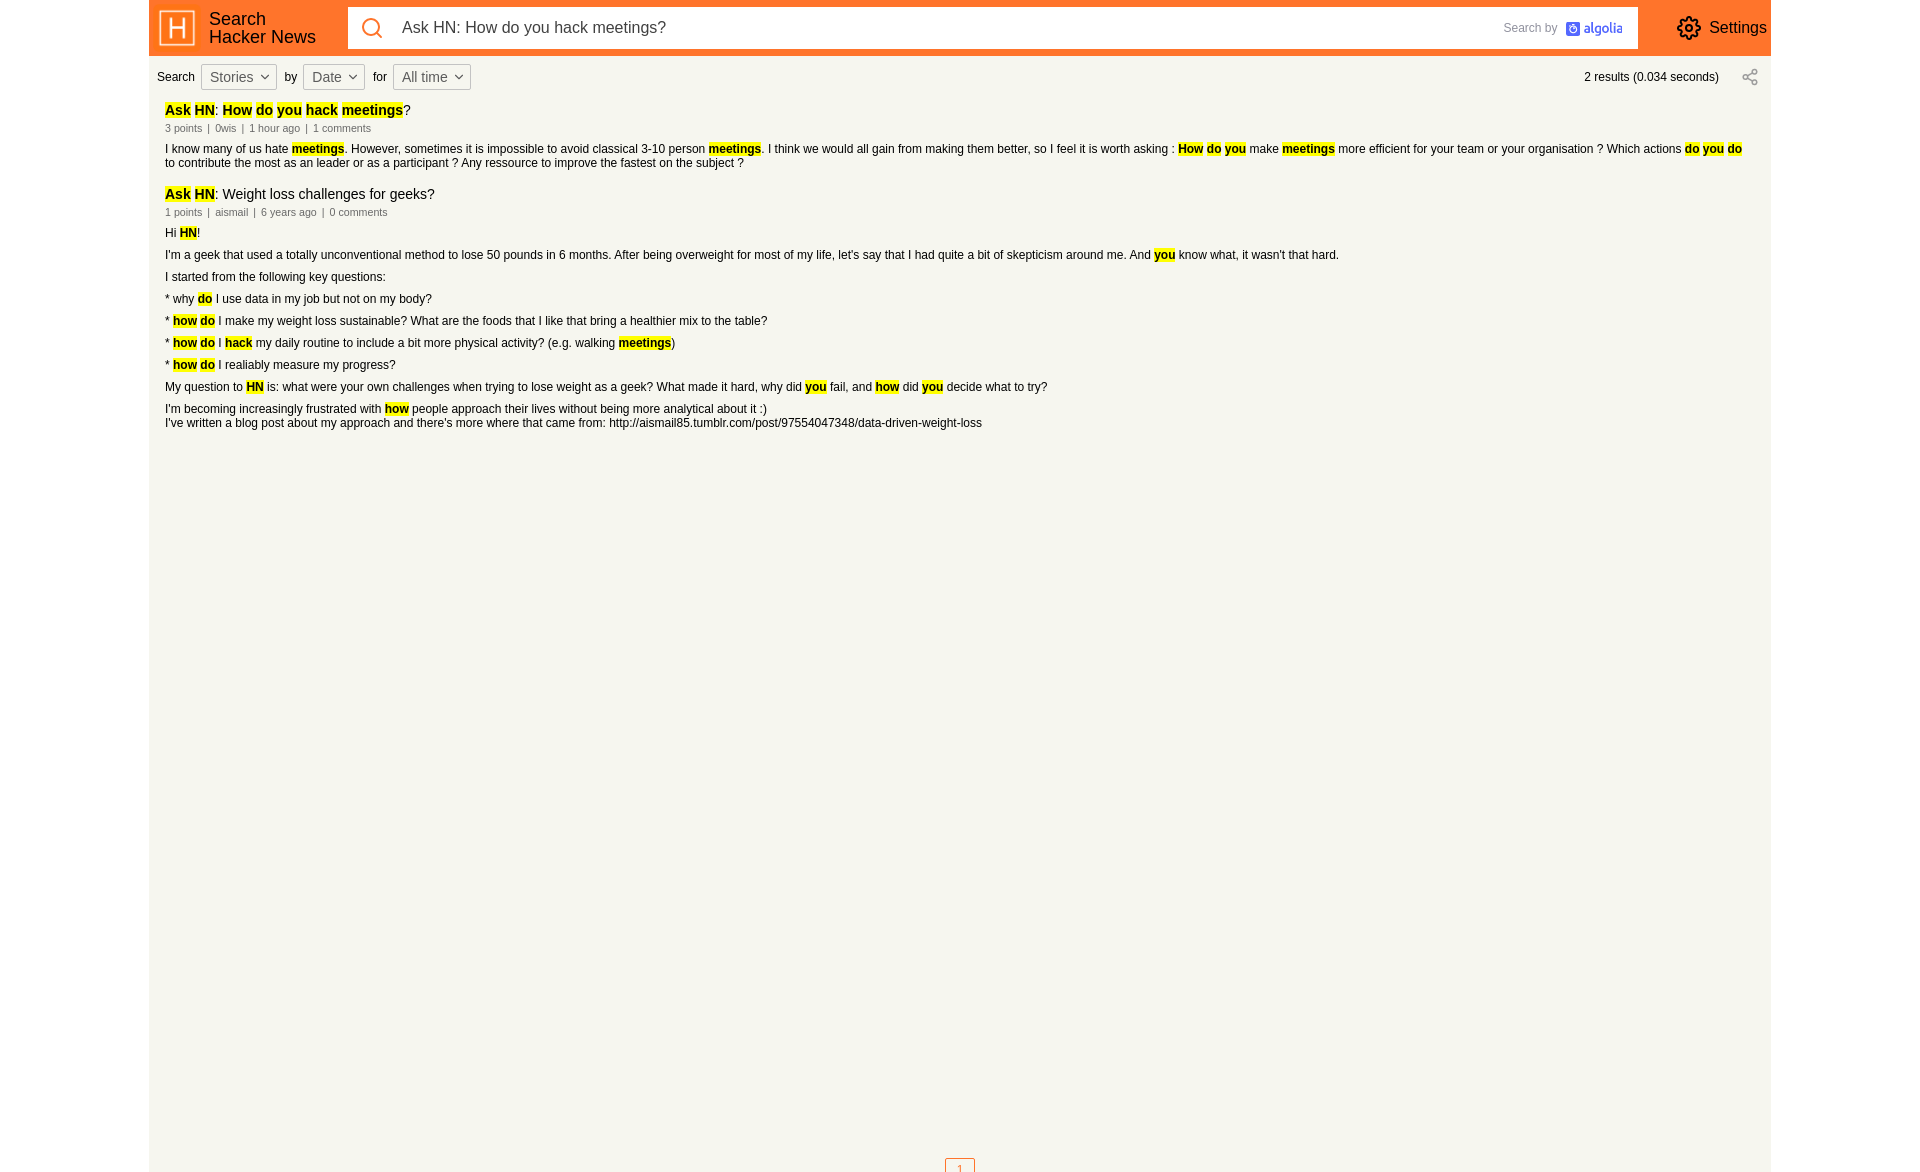 Search
Hacker News
Ask HN: How do you hack meetings?
Search by algolia
Settings
Search Stories by Date for All time
2 results (0.034 seconds)
Ask HN: How do you hack meetings?
3 points | 0wis | 1 hour ago | 1 comments
I know many of us hate meetings. However, sometimes it is impossible to avoid classical 3-10 person meetings. I think we would all gain from making them better, so I feel it is worth asking : How do you make meetings more efficient for your team or your organisation ? Which actions do you do
to contribute the most as an leader or as a participant ? Any ressource to improve the fastest on the subject ?
Ask HN: Weight loss challenges for geeks?
1 points | aismail | 6 years ago | 0 comments
Hi HN!
I'm a geek that used a totally unconventional method to lose 50 pounds in 6 months. After being overweight for most of my life, let's say that I had quite a bit of skepticism around me. And you know what, it wasn't that hard.
I started from the following key questions:
* why do I use data in my job but not on my body?
* how do I make my weight loss sustainable? What are the foods that I like that bring a healthier mix to the table?
* how do I hack my daily routine to include a bit more physical activity? (e.g. walking meetings)
* how do I realiably measure my progress?
My question to HN is: what were your own challenges when trying to lose weight as a geek? What made it hard, why did you fail, and how did you decide what to try?
I'm becoming increasingly frustrated with how people approach their lives without being more analytical about it :)
I've written a blog post about my approach and there's more where that came from: http://aismail85.tumblr.com/post/97554047348/data-driven-weight-loss
1